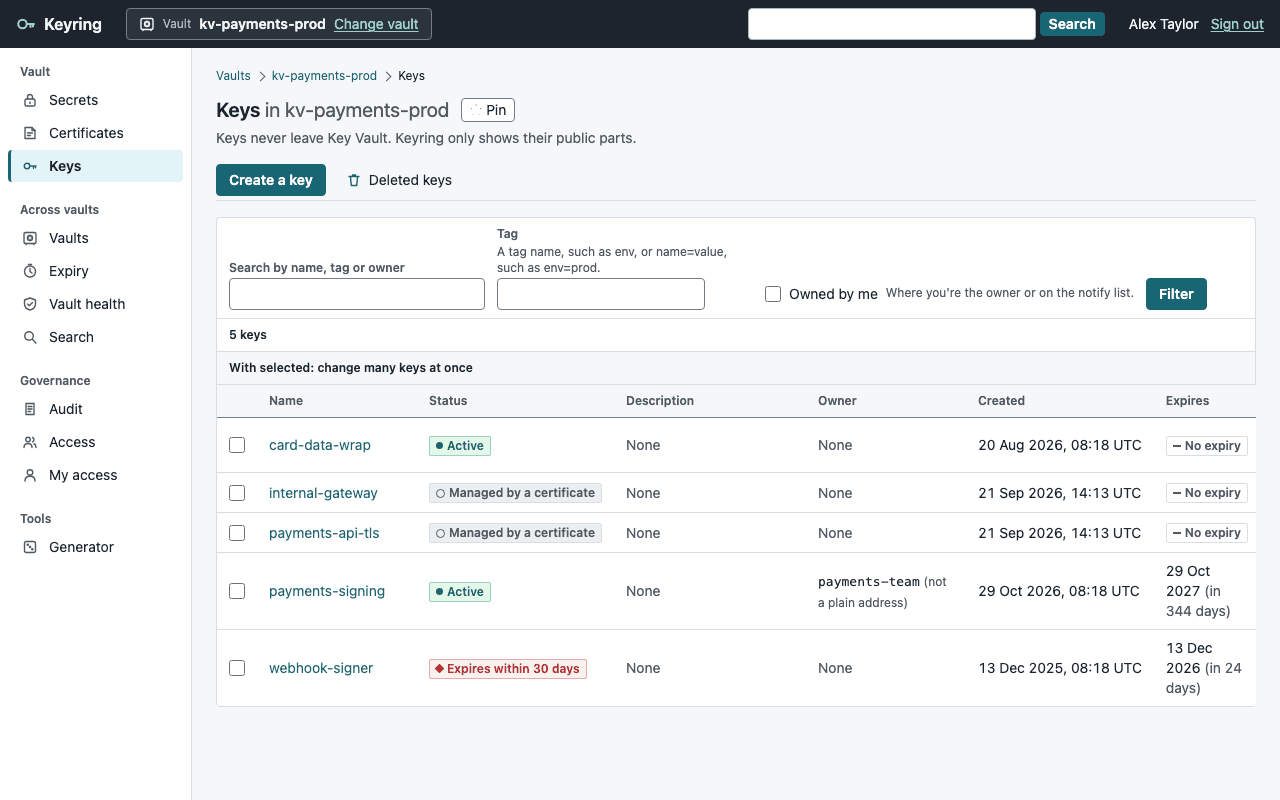 Keyring
Vault kv-payments-prod Change vault
Search
Alex Taylor Sign out
Vault
Secrets
Certificates
Keys
Across vaults
Vaults
Expiry
Vault health
Search
Governance
Audit
Access
My access
Tools
Generator
Vaults > kv-payments-prod > Keys
Keys in kv-payments-prod Pin
Keys never leave Key Vault. Keyring only shows their public parts.
Create a key Deleted keys
Search by name, tag or owner
Tag
A tag name, such as env, or name=value,
such as env=prod.
Owned by me Where you're the owner or on the notify list. Filter
5 keys
With selected: change many keys at once
Name Status Description Owner Created Expires
card-data-wrap Active None None 20 Aug 2026, 08:18 UTC No expiry
internal-gateway Managed by a certificate None None 21 Sep 2026, 14:13 UTC No expiry
payments-api-tls Managed by a certificate None None 21 Sep 2026, 14:13 UTC No expiry
payments-signing Active None payments-team (not
a plain address) 29 Oct 2026, 08:18 UTC 29 Oct
2027 (in
344 days)
webhook-signer Expires within 30 days None None 13 Dec 2025, 08:18 UTC 13 Dec
2026 (in 24
days)